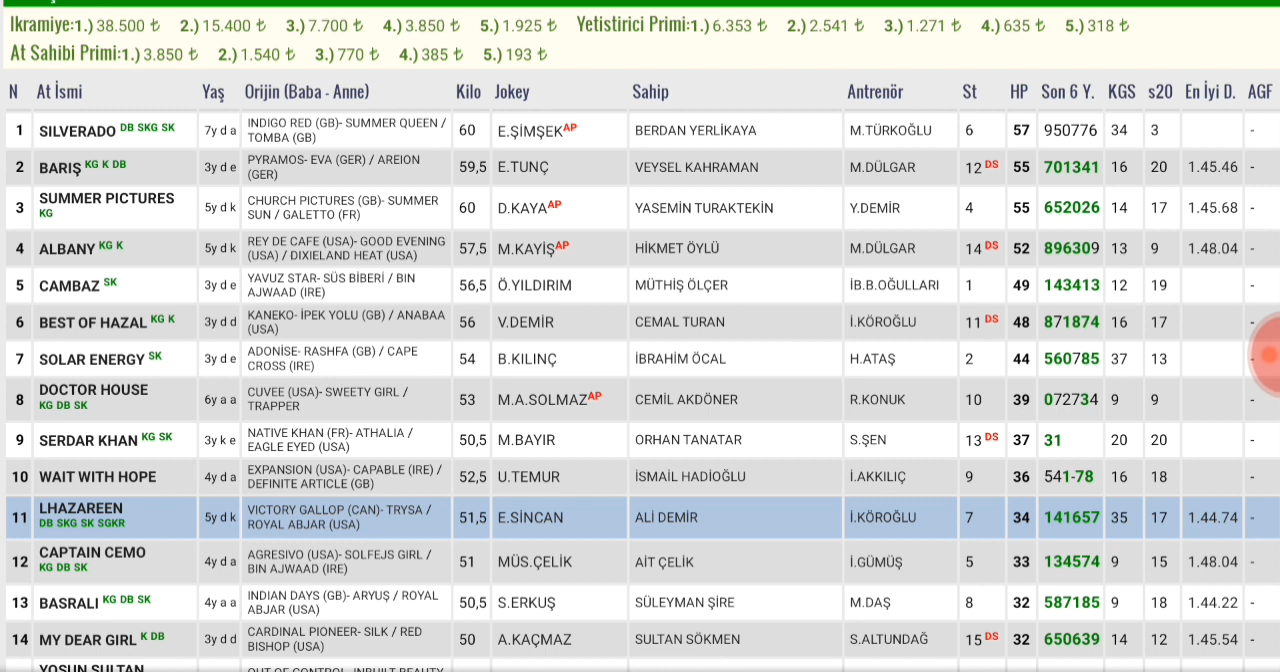 Ikramiye:1.) 38.500 ₺ 2.) 15.400 ₺ 3.) 7.700 ₺ 4.) 3.850 ₺ 5.) 1.925 ₺ Yetistirici Primi:1.) 6.353 ₺ 2.) 2.541 ₺ 3.) 1.271 ₺ 4.) 635 ₺ 5.) 318 ₺
At Sahibi Primi:1.) 3.850 ₺ 2.) 1.540 ₺ 3.) 770 ₺ 4.) 385 ₺ 5.) 193 ₺
N At İsmi Yaş Orijin (Baba - Anne) Kilo Jokey Sahip Antrenör St HP Son 6 Y. KGS s20 En İyi D. AGF
1 SILVERADO DB SKG SK 7y d a INDIGO RED (GB)- SUMMER QUEEN / TOMBA (GB) 60 E.ŞİMŞEKAP BERDAN YERLİKAYA M.TÜRKOĞLU 6 57 950776 34 3 -
2 BARIŞ KG K DB 3y d e PYRAMOS- EVA (GER) / AREION (GER) 59,5 E.TUNÇ VEYSEL KAHRAMAN M.DÜLGAR 12 DS 55 701341 16 20 1.45.46 -
3 SUMMER PICTURES KG 5y d k CHURCH PICTURES (GB)- SUMMER SUN / GALETTO (FR) 60 D.KAYAAP YASEMİN TURAKTEKİN Y.DEMİR 4 55 652026 14 17 1.45.68 -
4 ALBANY KG K 5y d k REY DE CAFE (USA)- GOOD EVENING (USA) / DIXIELAND HEAT (USA) 57,5 M.KAYİŞAP HİKMET ÖYLÜ M.DÜLGAR 14 DS 52 896309 13 9 1.48.04 -
5 CAMBAZ SK 3y d e YAVUZ STAR- SÜS BİBERİ / BIN AJWAAD (IRE) 56,5 Ö.YILDIRIM MÜTHİŞ ÖLÇER İB.B.OĞULLARI 1 49 143413 12 19 -
6 BEST OF HAZAL KG K 3y d d KANEKO- İPEK YOLU (GB) / ANABAA (USA) 56 V.DEMİR CEMAL TURAN İ.KÖROĞLU 11 DS 48 871874 16 17 -
7 SOLAR ENERGY SK 3y d e ADONİSE- RASHFA (GB) / CAPE CROSS (IRE) 54 B.KILINÇ İBRAHİM ÖCAL H.ATAŞ 2 44 560785 37 13 -
8 DOCTOR HOUSE KG DB SK 6y a a CUVEE (USA)- SWEETY GIRL / TRAPPER 53 M.A.SOLMAZAP CEMİL AKDÖNER R.KONUK 10 39 072734 9 9 -
9 SERDAR KHAN KG SK 3y k e NATIVE KHAN (FR)- ATHALIA / EAGLE EYED (USA) 50,5 M.BAYIR ORHAN TANATAR S.ŞEN 13 DS 37 31 20 20 -
10 WAIT WITH HOPE 4y d a EXPANSION (USA)- CAPABLE (IRE) / DEFINITE ARTICLE (GB) 52,5 U.TEMUR İSMAİL HADİOĞLU İ.AKKILIÇ 9 36 541-78 16 18 -
11 LHAZAREEN DB SKG SK SGKR 5y d k VICTORY GALLOP (CAN)- TRYSA / ROYAL ABJAR (USA) 51,5 E.SİNCAN ALİ DEMİR İ.KÖROĞLU 7 34 141657 35 17 1.44.74 -
12 CAPTAIN CEMO KG DB SK 4y d a AGRESIVO (USA)- SOLFEJS GIRL / BIN AJWAAD (IRE) 51 MÜS.ÇELİK AİT ÇELİK İ.GÜMÜŞ 5 33 134574 9 15 1.48.04 -
13 BASRALI KG DB SK 4y a a INDIAN DAYS (GB)- ARYUŞ / ROYAL ABJAR (USA) 50,5 S.ERKUŞ SÜLEYMAN ŞİRE M.DAŞ 8 32 587185 9 18 1.44.22 -
14 MY DEAR GIRL K DB 3y d d CARDINAL PIONEER- SILK / RED BISHOP (USA) 50 A.KAÇMAZ SULTAN SÖKMEN S.ALTUNDAĞ 15 DS 32 650639 14 12 1.45.54 -
YOSUN SULTAN OUT OF CONTROL- INBUILT BEAUTY